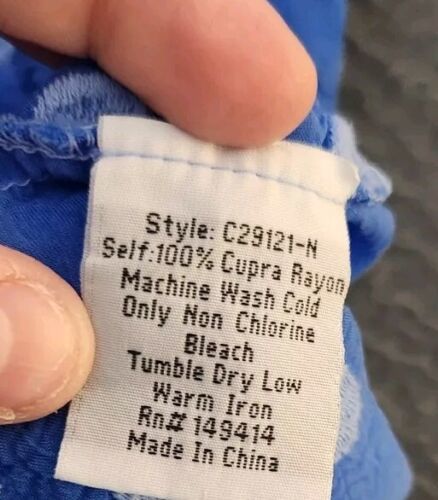 Style: C29121-N
Self:100% Cupra Rayon
Machine Wash Cold
Only Non Chlorine
Bleach
Tumble Dry Low
Warm Iron
Rn# 149414
Made In China